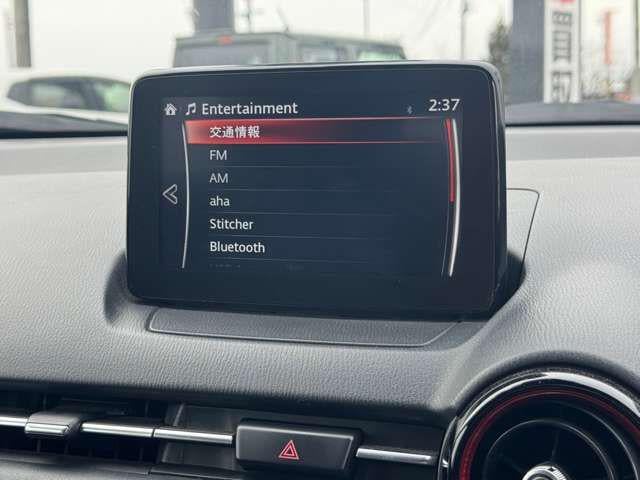 Entertainment 2:37
交通情報
FM
AM
aha
Stitcher
Bluetooth